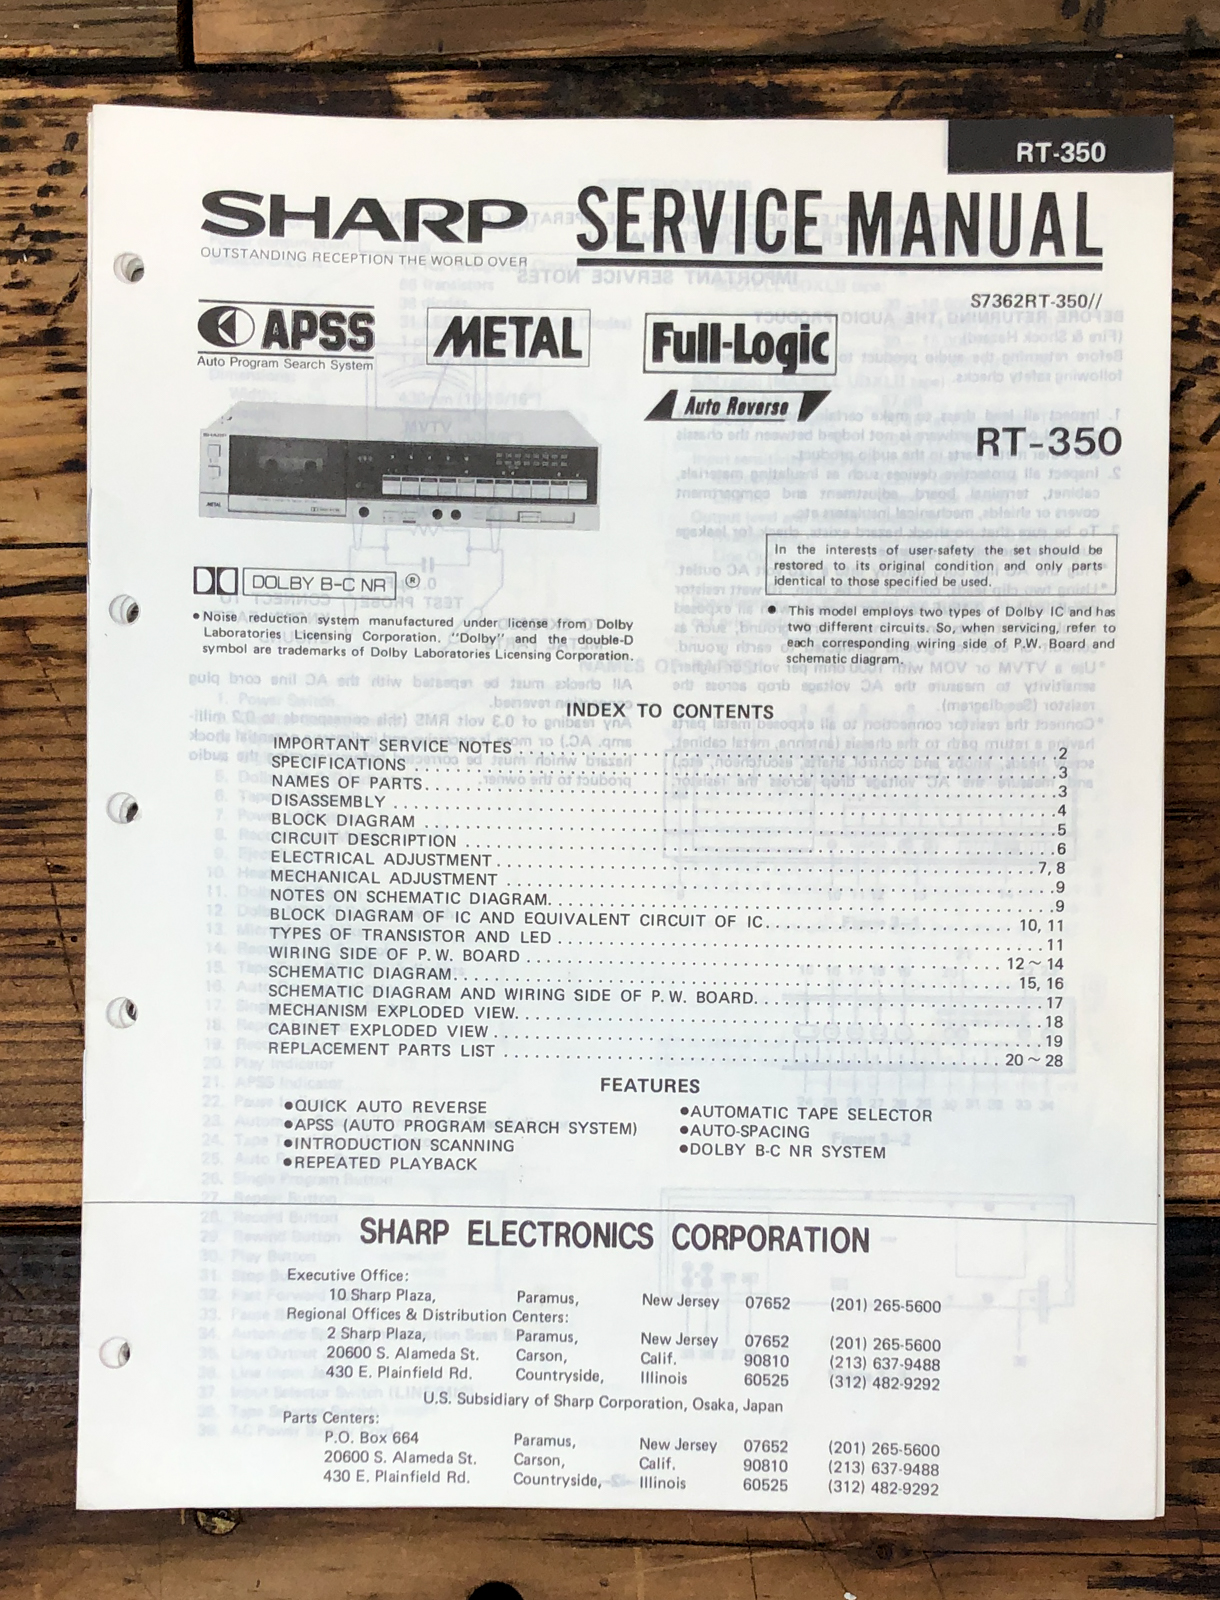 RT-350
SHARP SERVICE MANUAL
OUTSTANDING RECEPTION THE WORLD OVER
S7362RT-350//
APSS
Auto Program Search System
METAL
Full-Logic
Auto Reverse
RT-350
SHARP
METAL
DOLBY B-C NR ®
In the interests of user-safety the set should be
restored to its original condition and only parts
identical to those specified be used.
● Noise reduction system manufactured under license from Dolby
Laboratories Licensing Corporation. "Dolby" and the double-D
symbol are trademarks of Dolby Laboratories Licensing Corporation.
● This model employs two types of Dolby IC and has
two different circuits. So, when servicing, refer to
each corresponding wiring side of P.W. Board and
schematic diagram.
INDEX TO CONTENTS
IMPORTANT SERVICE NOTES 2
SPECIFICATIONS 3
NAMES OF PARTS 3
DISASSEMBLY 4
BLOCK DIAGRAM 5
CIRCUIT DESCRIPTION 6
ELECTRICAL ADJUSTMENT 7, 8
MECHANICAL ADJUSTMENT 9
NOTES ON SCHEMATIC DIAGRAM 9
BLOCK DIAGRAM OF IC AND EQUIVALENT CIRCUIT OF IC 10, 11
TYPES OF TRANSISTOR AND LED 11
WIRING SIDE OF P.W. BOARD 12 ~ 14
SCHEMATIC DIAGRAM 15, 16
SCHEMATIC DIAGRAM AND WIRING SIDE OF P.W. BOARD 17
MECHANISM EXPLODED VIEW 18
CABINET EXPLODED VIEW 19
REPLACEMENT PARTS LIST 20 ~ 28
FEATURES
●QUICK AUTO REVERSE
●APSS (AUTO PROGRAM SEARCH SYSTEM)
●INTRODUCTION SCANNING
●REPEATED PLAYBACK
●AUTOMATIC TAPE SELECTOR
●AUTO-SPACING
●DOLBY B-C NR SYSTEM
SHARP ELECTRONICS CORPORATION
Executive Office:
10 Sharp Plaza, Paramus, New Jersey 07652 (201) 265-5600
Regional Offices & Distribution Centers:
2 Sharp Plaza, Paramus, New Jersey 07652 (201) 265-5600
20600 S. Alameda St. Carson, Calif. 90810 (213) 637-9488
430 E. Plainfield Rd. Countryside, Illinois 60525 (312) 482-9292
U.S. Subsidiary of Sharp Corporation, Osaka, Japan
Parts Centers:
P.O. Box 664 Paramus, New Jersey 07652 (201) 265-5600
20600 S. Alameda St. Carson, Calif. 90810 (213) 637-9488
430 E. Plainfield Rd. Countryside, Illinois 60525 (312) 482-9292